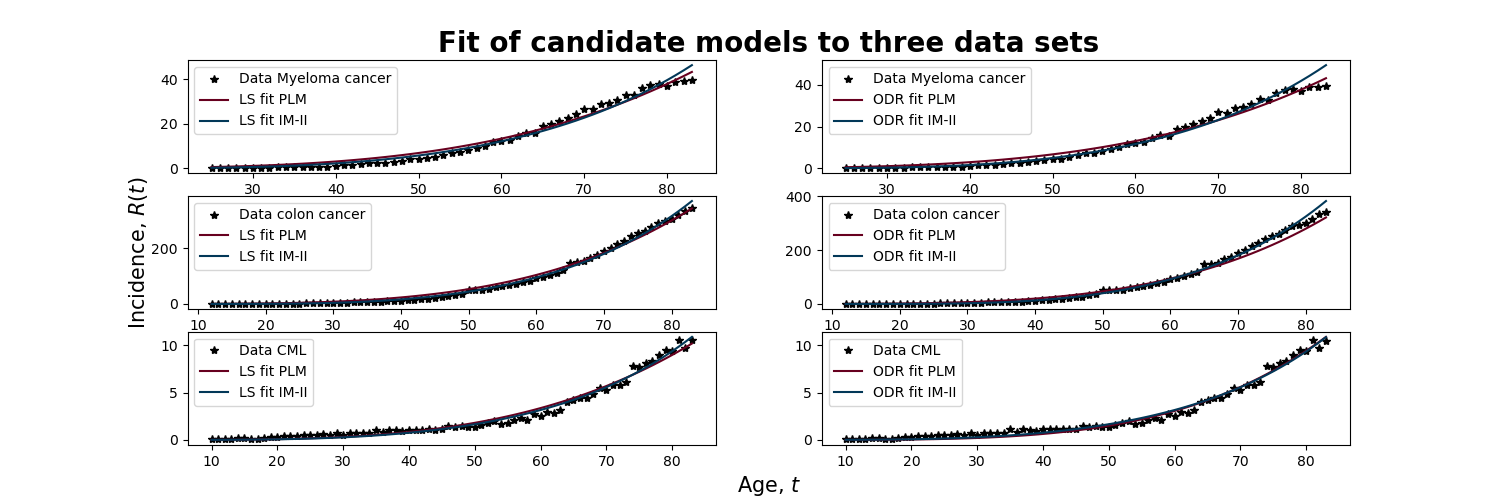 Fit of candidate models to three data sets
Incidence, R(t)
40
20
0
Data Myeloma cancer
LS fit PLM
LS fit IM-II
30 40 50 60 70 80
40
20
0
Data Myeloma cancer
ODR fit PLM
ODR fit IM-II
30 40 50 60 70 80
200
0
Data colon cancer
LS fit PLM
LS fit IM-II
10 20 30 40 50 60 70 80
400
200
0
Data colon cancer
ODR fit PLM
ODR fit IM-II
10 20 30 40 50 60 70 80
10
5
0
Data CML
LS fit PLM
LS fit IM-II
10 20 30 40 50 60 70 80
10
5
0
Data CML
ODR fit PLM
ODR fit IM-II
10 20 30 40 50 60 70 80
Age, t